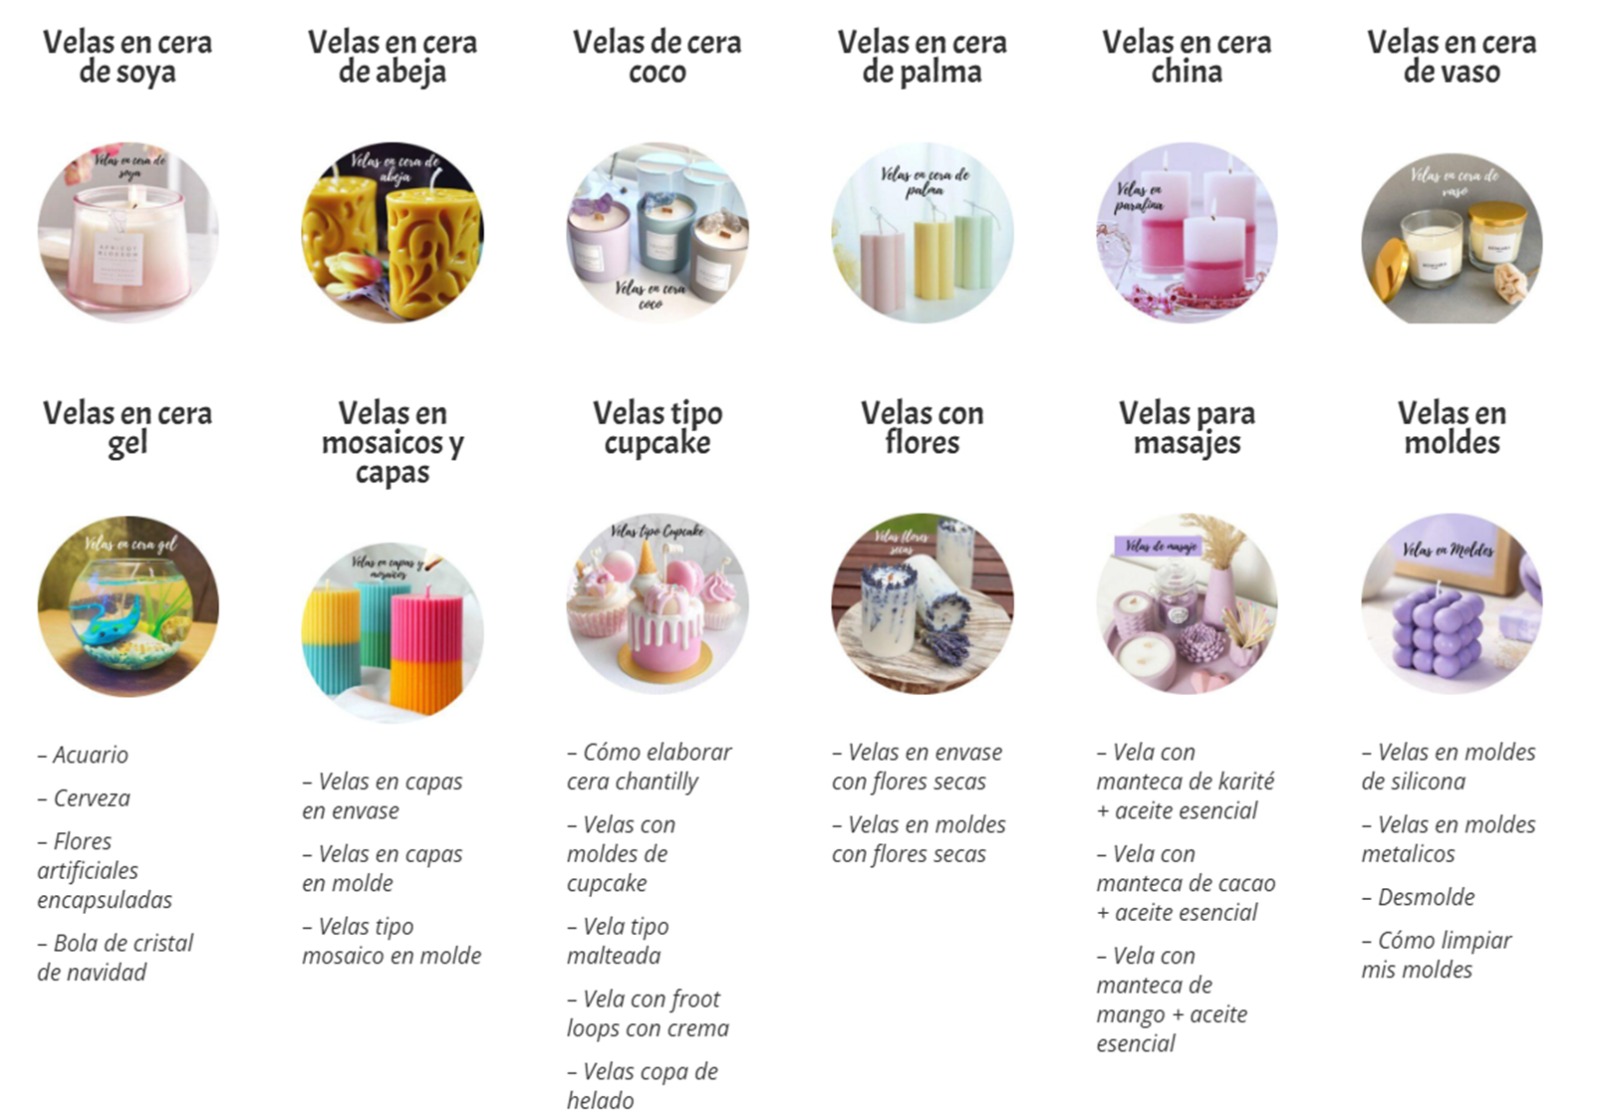 Velas en cera
de soya
Velas en cera
de abeja
Velas de cera
coco
Velas en cera
de palma
Velas en cera
china
Velas en cera
de vaso
Velas en cera de
soya
APRICOT
BLOSSOM
Velas en cera de
abeja
Velas en cera
coco
Velas en cera de
palma
Velas en
parafina
Velas en cera de
vaso
Velas en cera
gel
Velas en
mosaicos y
capas
Velas tipo
cupcake
Velas con
flores
Velas para
masajes
Velas en
moldes
Velas en cera gel
Velas en capas y
mosaicos
Velas tipo Cupcake
Velas flores
secas
Velas de masaje
Velas en Moldes
– Acuario
– Cerveza
– Flores
artificiales
encapsuladas
– Bola de cristal
de navidad
– Velas en capas
en envase
– Velas en capas
en molde
– Velas tipo
mosaico en molde
– Cómo elaborar
cera chantilly
– Velas con
moldes de
cupcake
– Vela tipo
malteada
– Vela con froot
loops con crema
– Velas copa de
helado
– Velas en envase
con flores secas
– Velas en moldes
con flores secas
– Vela con
manteca de karité
+ aceite esencial
– Vela con
manteca de cacao
+ aceite esencial
– Vela con
manteca de
mango + aceite
esencial
– Velas en moldes
de silicona
– Velas en moldes
metalicos
– Desmolde
– Cómo limpiar
mis moldes